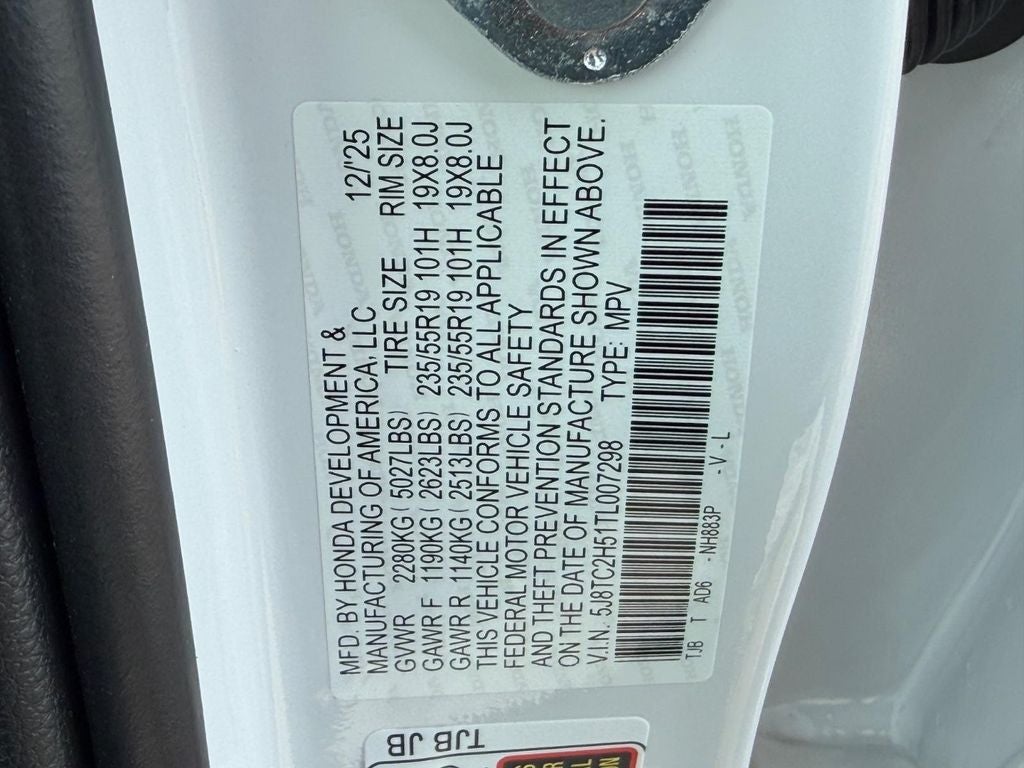 MFD. BY HONDA DEVELOPMENT & 12/'25
MANUFACTURING OF AMERICA, LLC
GVWR 2280KG( 5027LBS) TIRE SIZE RIM SIZE
GAWR F 1190KG( 2623LBS) 235/55R19 101H 19X8.0J
GAWR R 1140KG( 2513LBS) 235/55R19 101H 19X8.0J
THIS VEHICLE CONFORMS TO ALL APPLICABLE
FEDERAL MOTOR VEHICLE SAFETY
AND THEFT PREVENTION STANDARDS IN EFFECT
ON THE DATE OF MANUFACTURE SHOWN ABOVE.
V.I.N. : 5J8TC2H51TL007298 TYPE: MPV
TJB T AD6 - NH883P - V - L
TJB JB